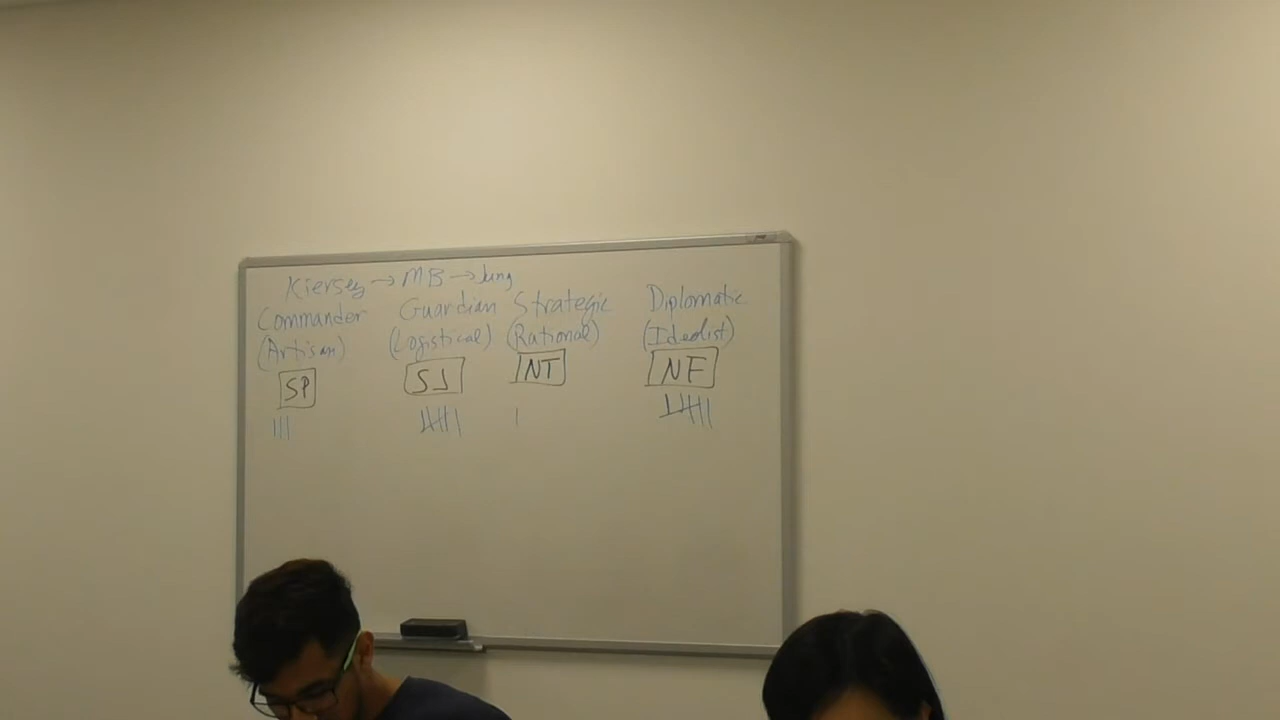 Kiersey → MB → Jung
Commander Guardian Strategic Diplomatic
(Artisan) (Logistical) (Rational) (Idealist)
SP SJ NT NF